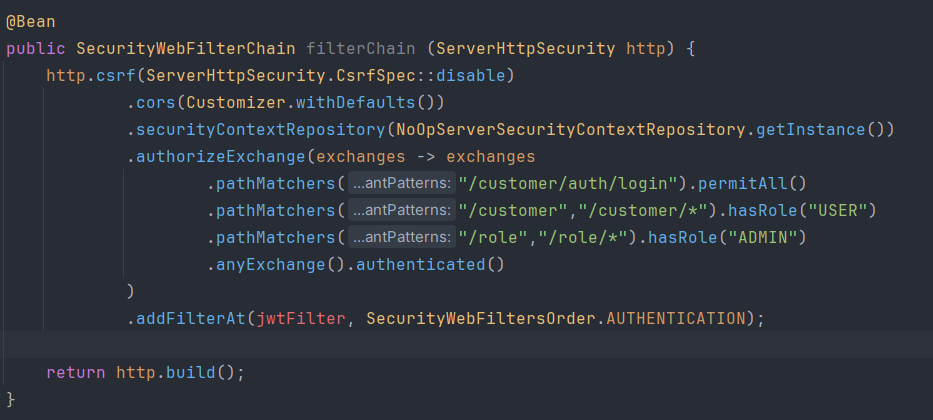 @Bean
public SecurityWebFilterChain filterChain (ServerHttpSecurity http) {
http.csrf(ServerHttpSecurity.CsrfSpec::disable)
.cors(Customizer.withDefaults())
.securityContextRepository(NoOpServerSecurityContextRepository.getInstance())
.authorizeExchange(exchanges -> exchanges
.pathMatchers( ...antPatterns: "/customer/auth/login").permitAll()
.pathMatchers( ...antPatterns: "/customer","/customer/*").hasRole("USER")
.pathMatchers( ...antPatterns: "/role","/role/*").hasRole("ADMIN")
.anyExchange().authenticated()
)
.addFilterAt(jwtFilter, SecurityWebFiltersOrder.AUTHENTICATION);
return http.build();
}